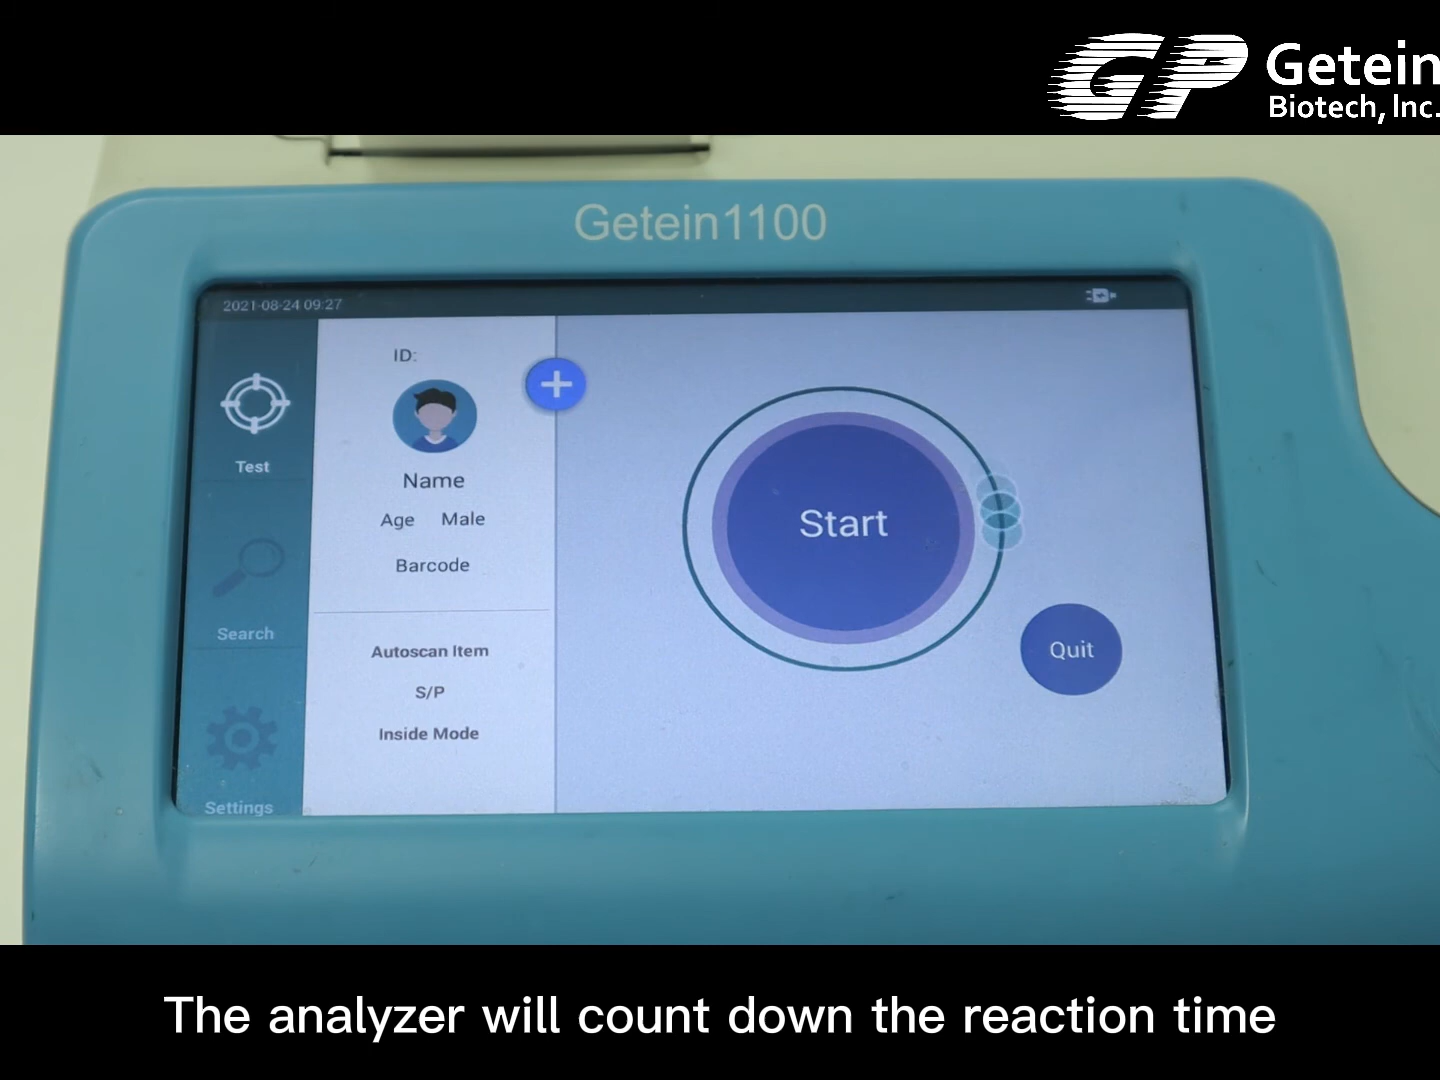 GP Getein
Biotech, Inc.
Getein1100
2021-08-24 09:27
ID:
Test
Name
Age Male
Barcode
Search
Autoscan Item
S/P
Inside Mode
Settings
Start
Quit
The analyzer will count down the reaction time